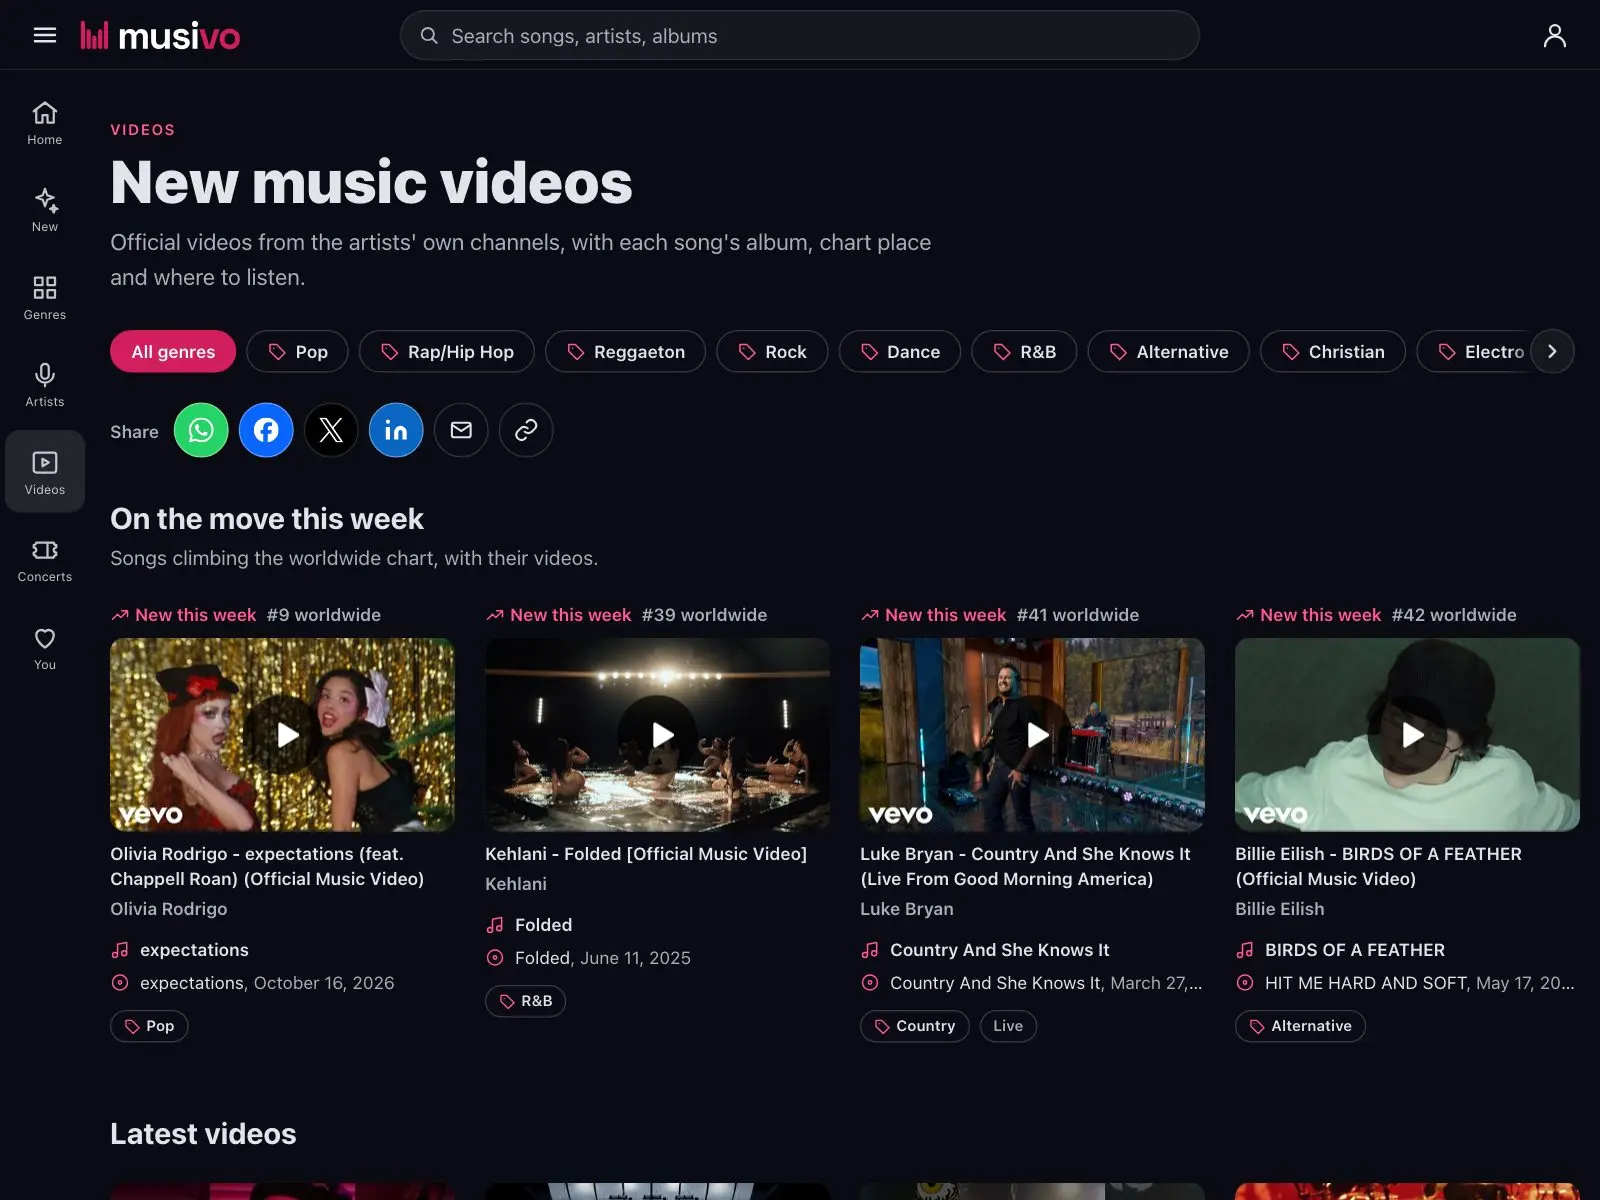 musivo
Search songs, artists, albums
Home
New
Genres
Artists
Videos
Concerts
You
VIDEOS
New music videos
Official videos from the artists' own channels, with each song's album, chart place
and where to listen.
All genres
Pop
Rap/Hip Hop
Reggaeton
Rock
Dance
R&B
Alternative
Christian
Electro
Share
On the move this week
Songs climbing the worldwide chart, with their videos.
New this week #9 worldwide
vevo
Olivia Rodrigo - expectations (feat.
Chappell Roan) (Official Music Video)
Olivia Rodrigo
expectations
expectations, October 16, 2026
Pop
New this week #39 worldwide
Kehlani - Folded [Official Music Video]
Kehlani
Folded
Folded, June 11, 2025
R&B
New this week #41 worldwide
vevo
Luke Bryan - Country And She Knows It
(Live From Good Morning America)
Luke Bryan
Country And She Knows It
Country And She Knows It, March 27,...
Country
Live
New this week #42 worldwide
vevo
Billie Eilish - BIRDS OF A FEATHER
(Official Music Video)
Billie Eilish
BIRDS OF A FEATHER
HIT ME HARD AND SOFT, May 17, 20...
Alternative
Latest videos